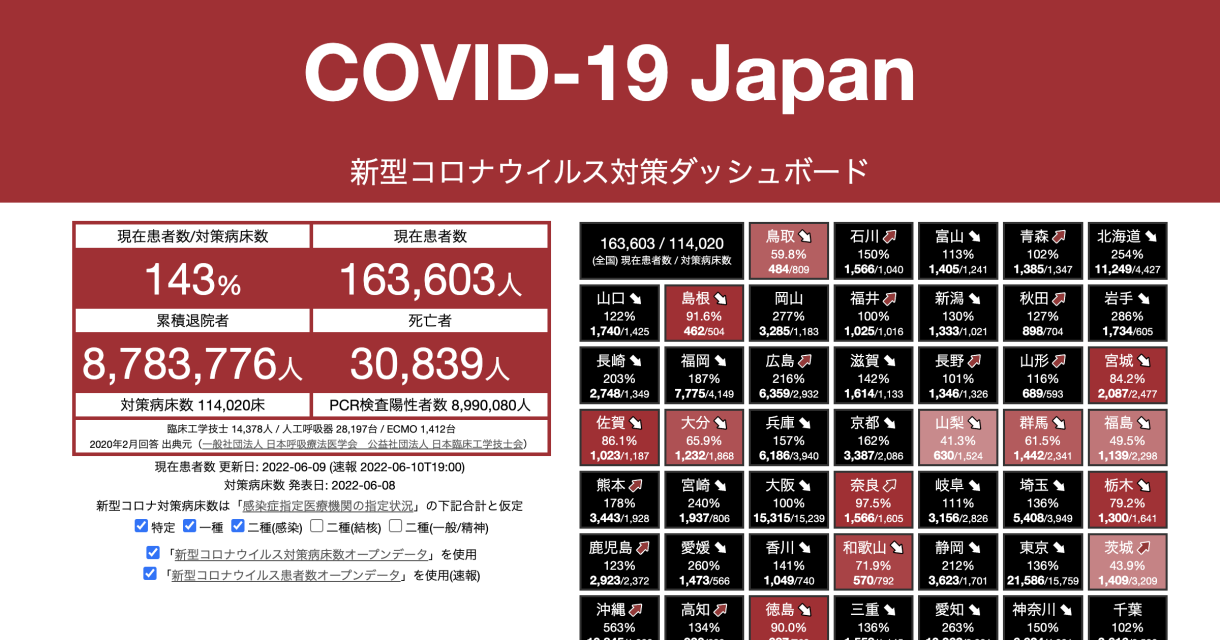 COVID-19 Japan
新型コロナウイルス対策ダッシュボード
現在患者数/対策病床数
現在患者数
143%
163,603人
累積退院者
死亡者
8,783,776人
30,839人
対策病床数 114,020床
PCR検査陽性者数 8,990,080人
臨床工学技士 14,378人 / 人工呼吸器 28,197台 / ECMO 1,412台
2020年2月回答 出典元（一般社団法人 日本呼吸療法医学会　公益社団法人 日本臨床工学技士会）
現在患者数 更新日: 2022-06-09 (速報 2022-06-10T19:00)
対策病床数 発表日: 2022-06-08
新型コロナ対策病床数は「感染症指定医療機関の指定状況」の下記合計と仮定
特定 一種 二種(感染) 二種(結核) 二種(一般/精神)
「新型コロナウイルス対策病床数オープンデータ」を使用
「新型コロナウイルス患者数オープンデータ」を使用(速報)
163,603 / 114,020
(全国) 現在患者数 / 対策病床数
鳥取
59.8%
484/809
石川
150%
1,566/1,040
富山
113%
1,405/1,241
青森
102%
1,385/1,347
北海道
254%
11,249/4,427
山口
122%
1,740/1,425
島根
91.6%
462/504
岡山
277%
3,285/1,183
福井
100%
1,025/1,016
新潟
130%
1,333/1,021
秋田
127%
898/704
岩手
286%
1,734/605
長崎
203%
2,748/1,349
福岡
187%
7,775/4,149
広島
216%
6,359/2,932
滋賀
142%
1,614/1,133
長野
101%
1,346/1,326
山形
116%
689/593
宮城
84.2%
2,087/2,477
佐賀
86.1%
1,023/1,187
大分
65.9%
1,232/1,868
兵庫
157%
6,186/3,940
京都
162%
3,387/2,086
山梨
41.3%
630/1,524
群馬
61.5%
1,442/2,341
福島
49.5%
1,139/2,298
熊本
178%
3,443/1,928
宮崎
240%
1,937/806
大阪
100%
15,315/15,239
奈良
97.5%
1,566/1,605
岐阜
111%
3,156/2,826
埼玉
136%
5,408/3,949
栃木
79.2%
1,300/1,641
鹿児島
123%
2,923/2,372
愛媛
260%
1,473/566
香川
141%
1,049/740
和歌山
71.9%
570/792
静岡
212%
3,623/1,701
東京
136%
21,586/15,759
茨城
43.9%
1,409/3,209
沖縄
563%
高知
134%
徳島
90.0%
三重
136%
愛知
263%
神奈川
150%
千葉
102%